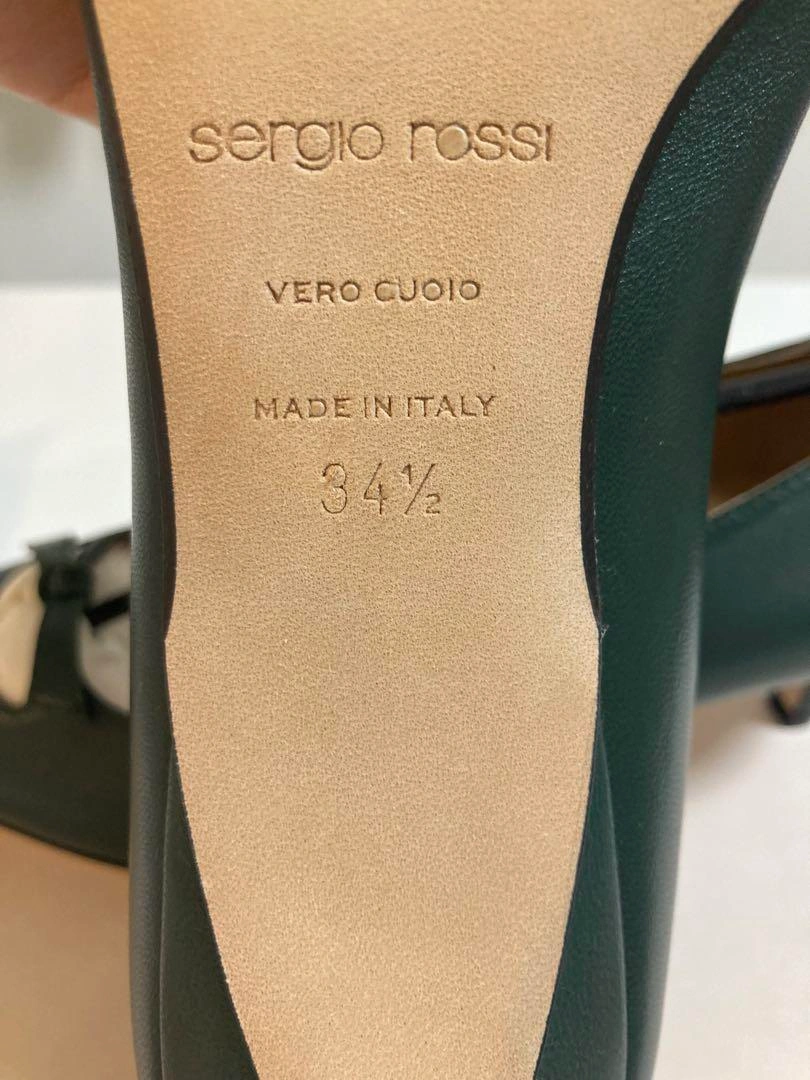 sergio rossi
VERO CUOIO
MADE IN ITALY
34½